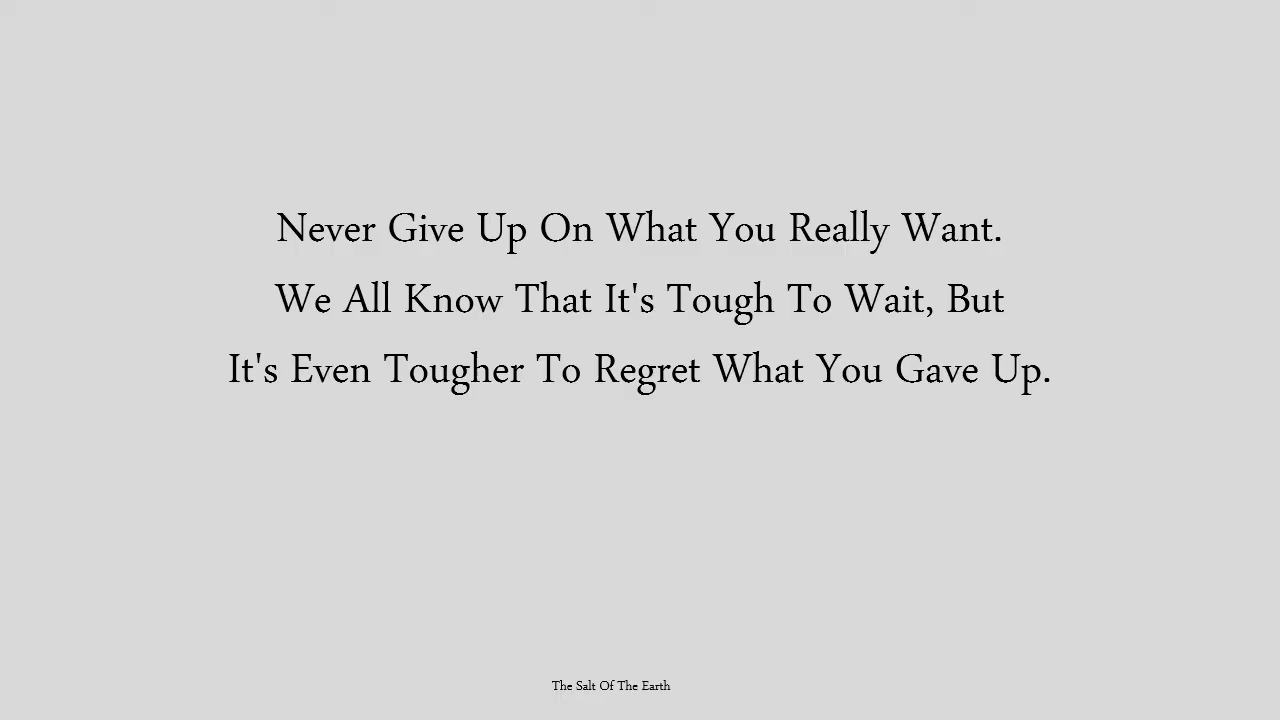 Never Give Up On What You Really Want.
We All Know That It's Tough To Wait, But
It's Even Tougher To Regret What You Gave Up.
The Salt Of The Earth